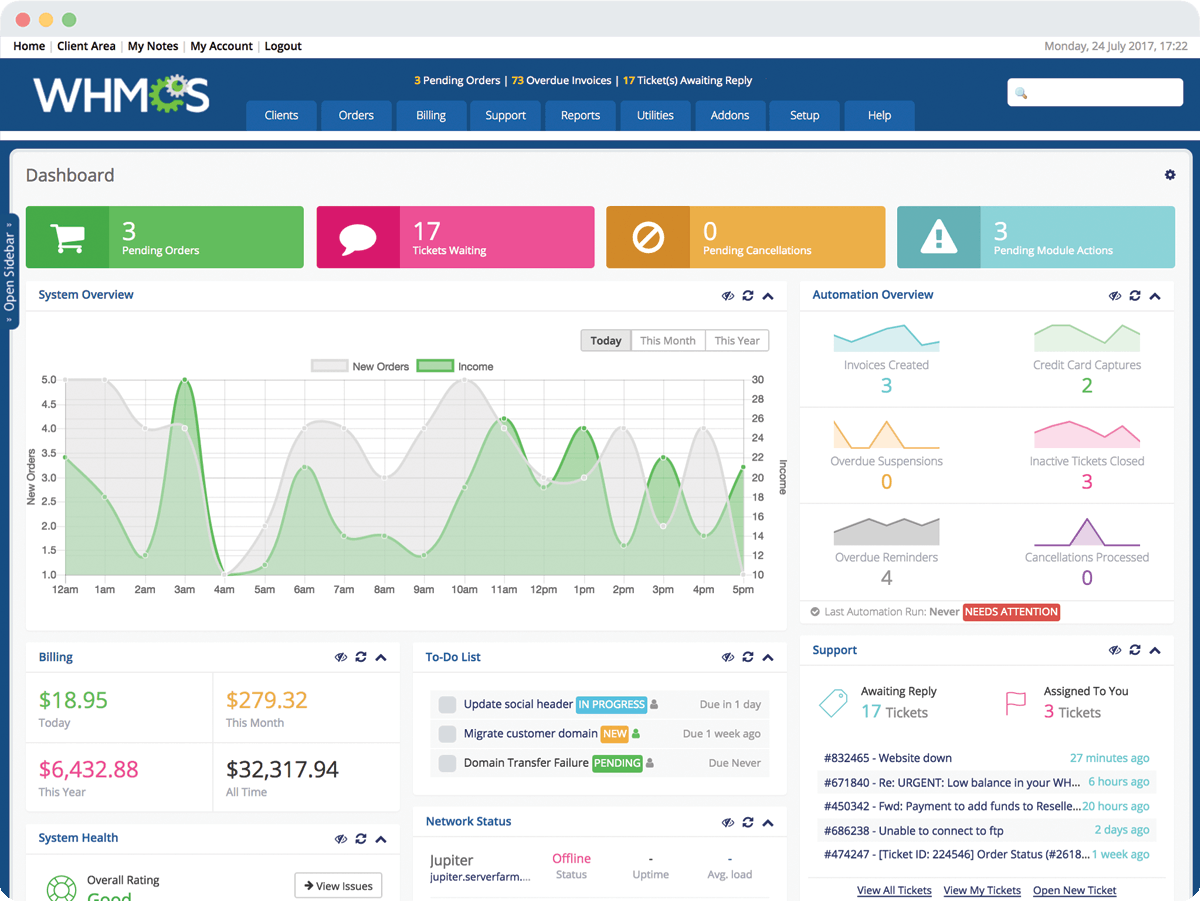 Home | Client Area | My Notes | My Account | Logout
Monday, 24 July 2017, 17:22
WHMCS
3 Pending Orders | 73 Overdue Invoices | 17 Ticket(s) Awaiting Reply
Clients Orders Billing Support Reports Utilities Addons Setup Help
Open Sidebar
Dashboard
3
Pending Orders
17
Tickets Waiting
0
Pending Cancellations
3
Pending Module Actions
System Overview
Today This Month This Year
New Orders Income
New Orders
5.0
4.5
4.0
3.5
3.0
2.5
2.0
1.5
1.0
30
28
26
24
22
20
18
16
14
12
10
Income
12am 1am 2am 3am 4am 5am 6am 7am 8am 9am 10am 11am 12pm 1pm 2pm 3pm 4pm 5pm
Automation Overview
Invoices Created
3
Credit Card Captures
2
Overdue Suspensions
0
Inactive Tickets Closed
3
Overdue Reminders
4
Cancellations Processed
0
Last Automation Run: Never NEEDS ATTENTION
Billing
$18.95
Today
$279.32
This Month
$6,432.88
This Year
$32,317.94
All Time
To-Do List
Update social header IN PROGRESS Due in 1 day
Migrate customer domain NEW Due 1 week ago
Domain Transfer Failure PENDING Due Never
Support
Awaiting Reply
17 Tickets
Assigned To You
3 Tickets
#832465 - Website down 27 minutes ago
#671840 - Re: URGENT: Low balance in your WH... 6 hours ago
#450342 - Fwd: Payment to add funds to Reselle... 20 hours ago
#686238 - Unable to connect to ftp 2 days ago
#474247 - [Ticket ID: 224546] Order Status (#2618... 1 week ago
View All Tickets View My Tickets Open New Ticket
System Health
Overall Rating
Good
View Issues
Network Status
Jupiter
jupiter.serverfarm....
Offline
Status
-
Uptime
-
Avg. load